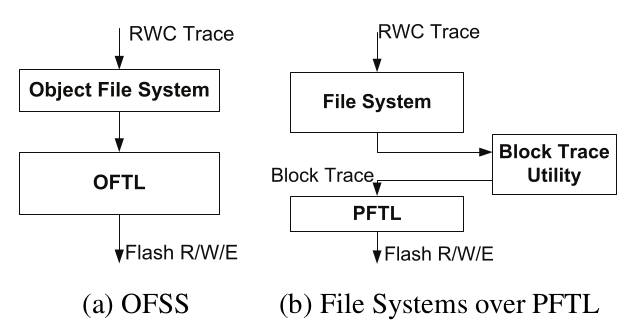 RWC Trace
Object File System
OFTL
Flash R/W/E
(a) OFSS
RWC Trace
File System
Block Trace
Utility
Block Trace
PFTL
Flash R/W/E
(b) File Systems over PFTL